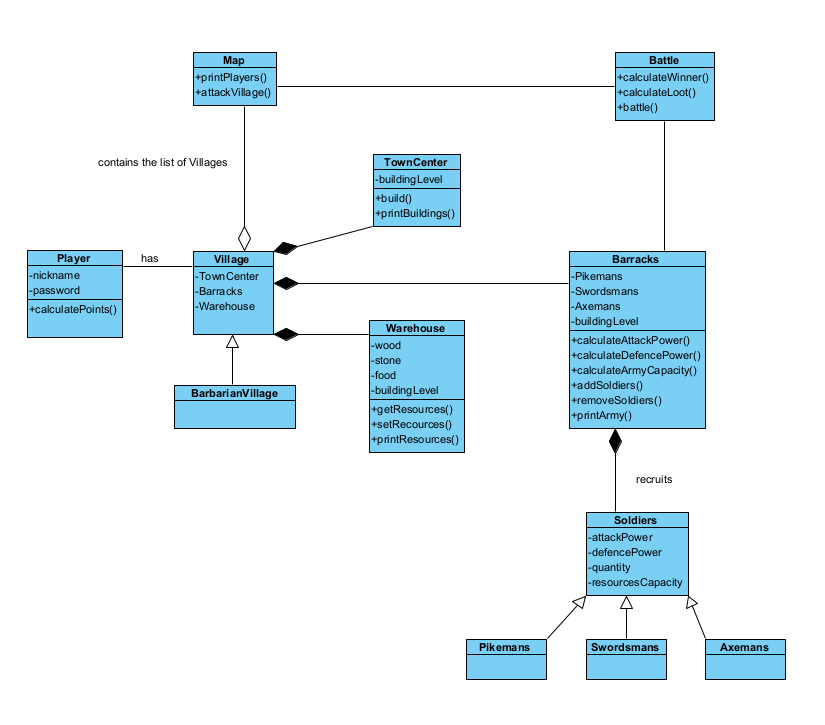 Map
+printPlayers()
+attackVillage()
Battle
+calculateWinner()
+calculateLoot()
+battle()
contains the list of Villages
TownCenter
-buildingLevel
+build()
+printBuildings()
Player
-nickname
-password
+calculatePoints()
has
Village
-TownCenter
-Barracks
-Warehouse
Barracks
-Pikemans
-Swordsmans
-Axemans
-buildingLevel
+calculateAttackPower()
+calculateDefencePower()
+calculateArmyCapacity()
+addSoldiers()
+removeSoldiers()
+printArmy()
Warehouse
-wood
-stone
-food
-buildingLevel
+getResources()
+setRecources()
+printResources()
BarbarianVillage
recruits
Soldiers
-attackPower
-defencePower
-quantity
-resourcesCapacity
Pikemans
Swordsmans
Axemans